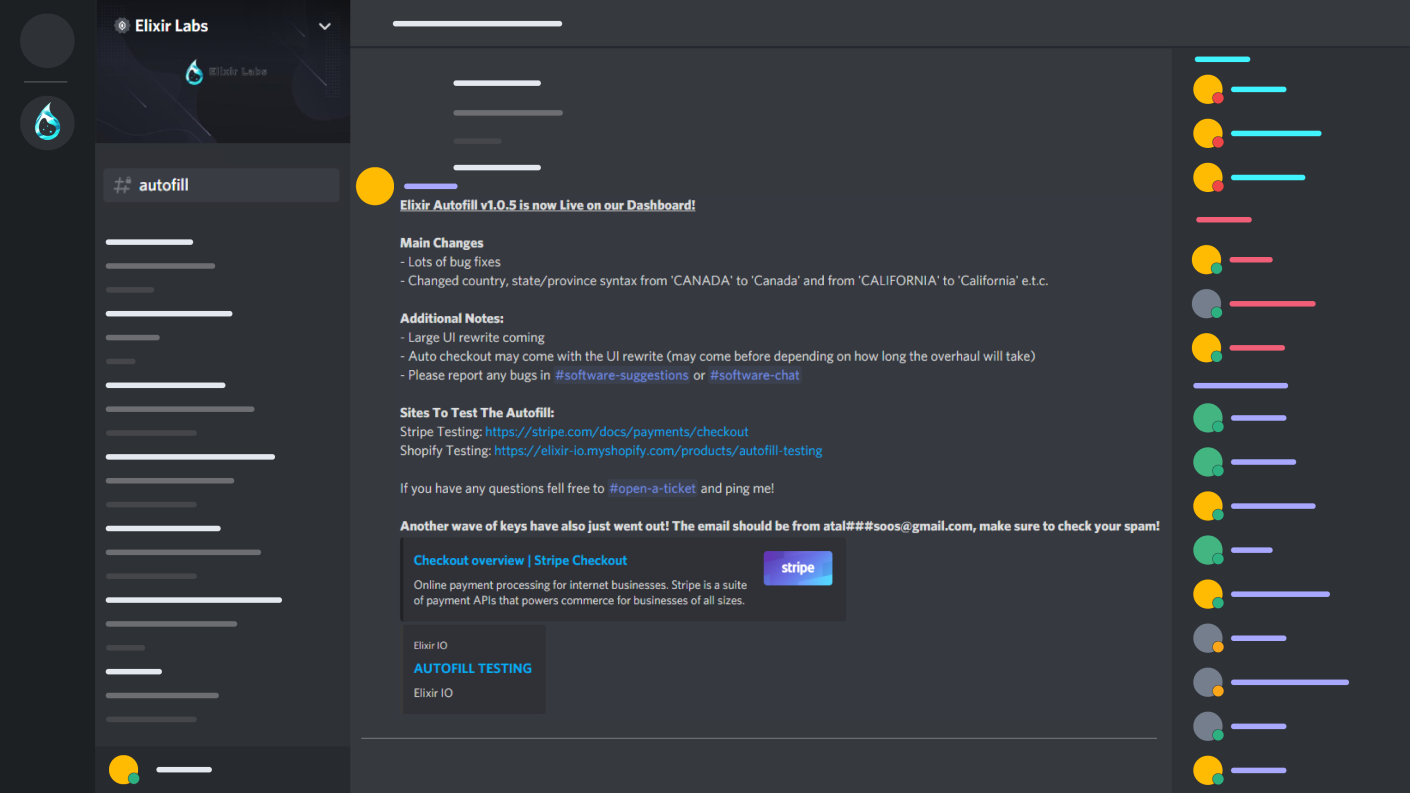 Elixir Labs
Elixir Labs
autofill
Elixir Autofill v1.0.5 is now Live on our Dashboard!
Main Changes
- Lots of bug fixes
- Changed country, state/province syntax from 'CANADA' to 'Canada' and from 'CALIFORNIA' to 'California' e.t.c.
Additional Notes:
- Large UI rewrite coming
- Auto checkout may come with the UI rewrite (may come before depending on how long the overhaul will take)
- Please report any bugs in #software-suggestions or #software-chat
Sites To Test The Autofill:
Stripe Testing: https://stripe.com/docs/payments/checkout
Shopify Testing: https://elixir-io.myshopify.com/products/autofill-testing
If you have any questions fell free to #open-a-ticket and ping me!
Another wave of keys have also just went out! The email should be from atal###soos@gmail.com, make sure to check your spam!
Checkout overview | Stripe Checkout
stripe
Online payment processing for internet businesses. Stripe is a suite
of payment APIs that powers commerce for businesses of all sizes.
Elixir IO
AUTOFILL TESTING
Elixir IO